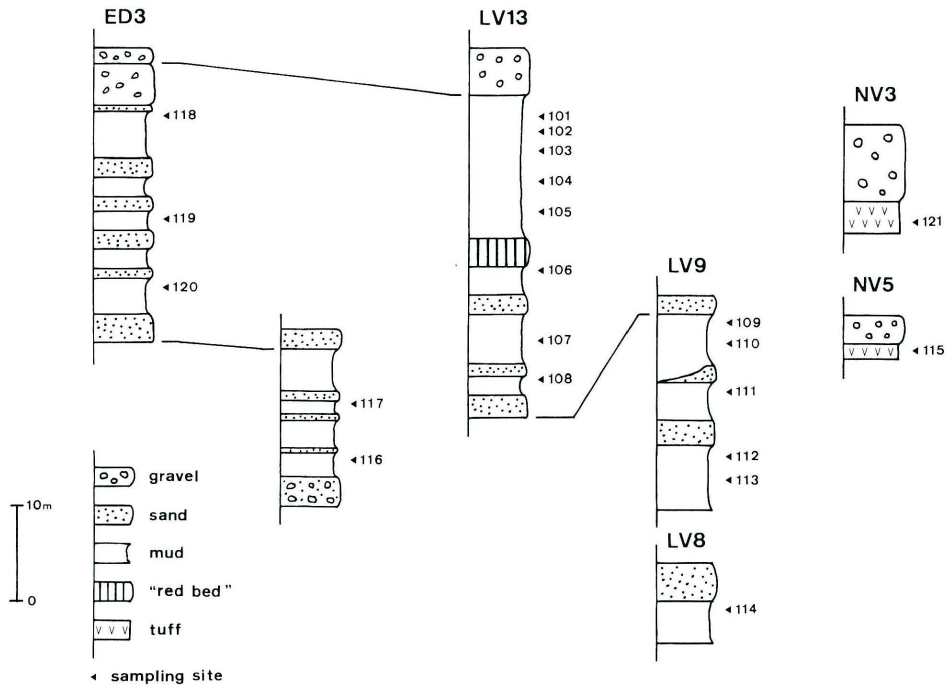 ED3
118
119
120
117
116
LV13
101
102
103
104
105
106
107
108
LV9
109
110
111
112
113
LV8
114
NV3
121
NV5
115
10m
0
gravel
sand
mud
"red bed"
v v v tuff
sampling site